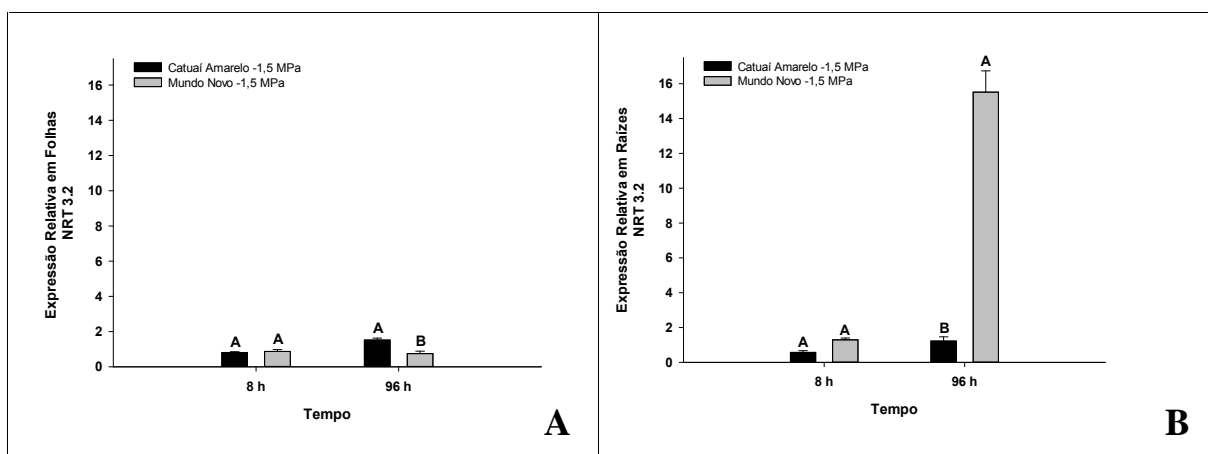 Catuaí Amarelo -1,5 MPa
Mundo Novo -1,5 MPa
Expressão Relativa em Folhas
NRT 3.2
16
14
12
10
8
6
4
2
0
A
A
A
B
8 h
96 h
Tempo
A
Catuaí Amarelo -1,5 MPa
Mundo Novo -1,5 MPa
Expressão Relativa em Raízes
NRT 3.2
16
14
12
10
8
6
4
2
0
A
A
B
A
8 h
96 h
Tempo
B